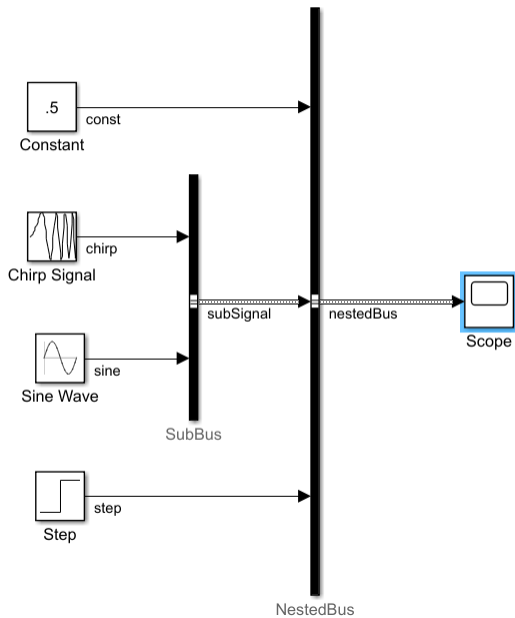 .5
const
Constant
chirp
Chirp Signal
subSignal
nestedBus
Scope
sine
Sine Wave
SubBus
step
Step
NestedBus